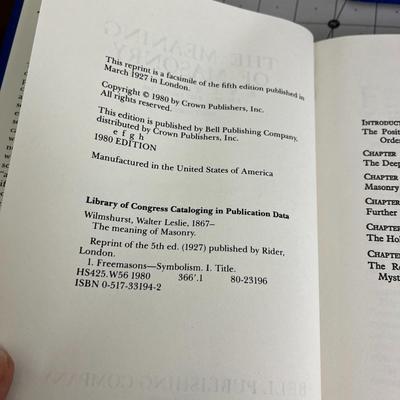 This reprint is a facsimile of the fifth edition published in
March 1927 in London.
Copyright © 1980 by Crown Publishers, Inc.
All rights reserved.
This edition is published by Bell Publishing Company,
distributed by Crown Publishers, Inc.
e f g h
1980 EDITION
Manufactured in the United States of America
Library of Congress Cataloging in Publication Data
Wilmshurst, Walter Leslie, 1867–
The meaning of Masonry.
Reprint of the 5th ed. (1927) published by Rider,
London.
1. Freemasons—Symbolism. I. Title.
HS425.W56 1980 366'.1 80-23196
ISBN 0-517-33194-2
The Posit
Orde
CHAPTER
The Deep
CHAPTER
Masonry
CHAPTER
Further
CHAPTER
The Hol
CHAPTER
The R
Myst